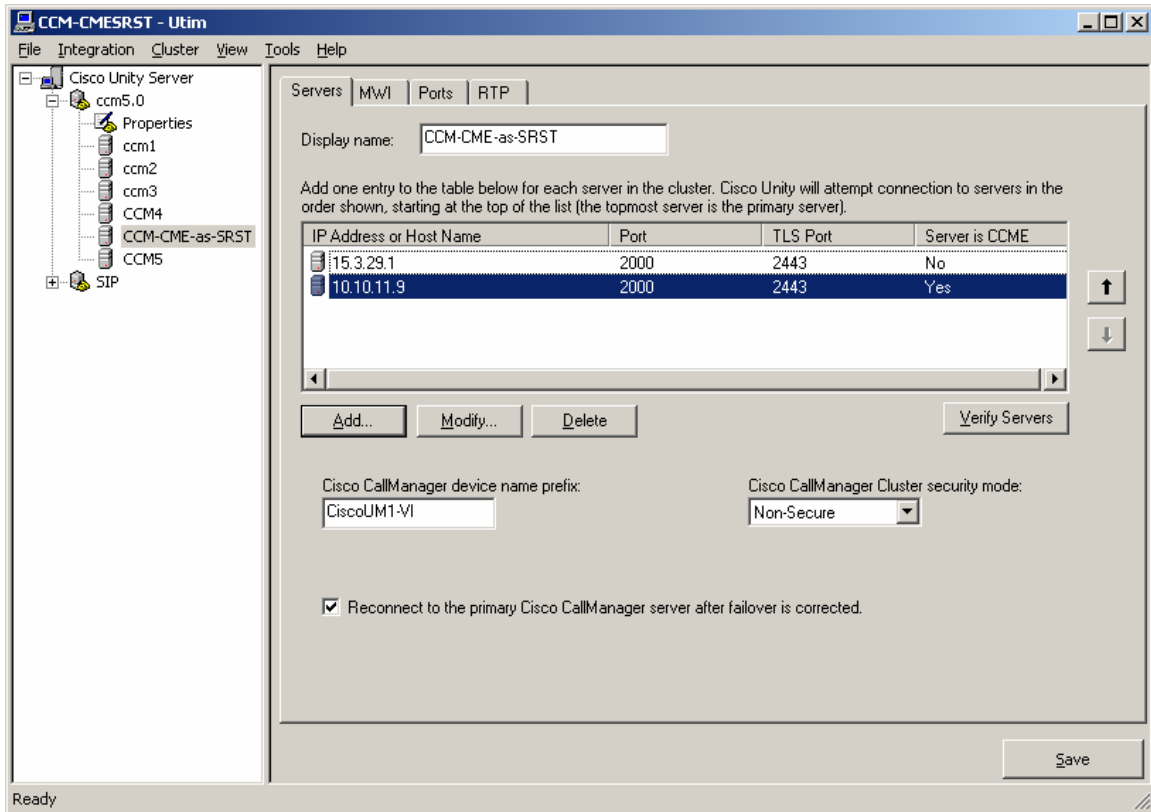 CCM-CMESRST - Utim
File Integration Cluster View Tools Help
Cisco Unity Server
ccm5.0
Properties
ccm1
ccm2
ccm3
CCM4
CCM-CME-as-SRST
CCM5
SIP
Servers MWI Ports RTP
Display name: CCM-CME-as-SRST
Add one entry to the table below for each server in the cluster. Cisco Unity will attempt connection to servers in the
order shown, starting at the top of the list (the topmost server is the primary server).
IP Address or Host Name Port TLS Port Server is CCME
15.3.29.1 2000 2443 No
10.10.11.9 2000 2443 Yes
Add... Modify... Delete Verify Servers
Cisco CallManager device name prefix: Cisco CallManager Cluster security mode:
CiscoUM1-VI Non-Secure
Reconnect to the primary Cisco CallManager server after failover is corrected.
Save
Ready